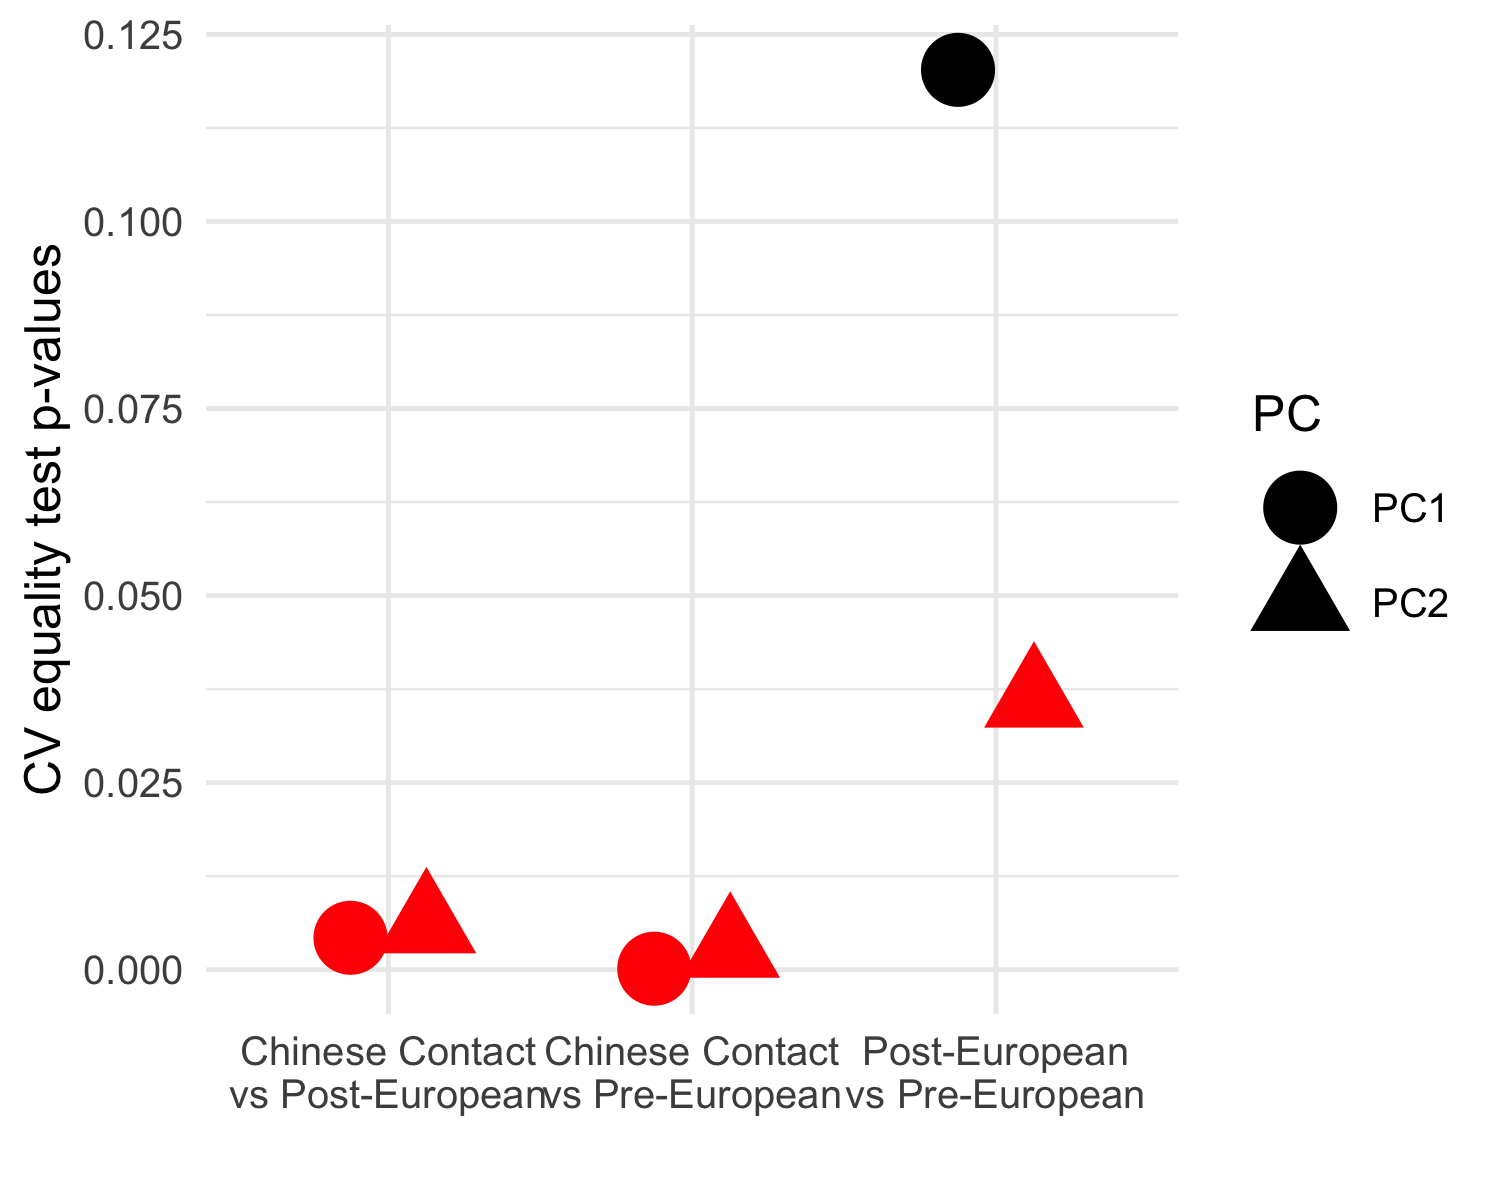 0.125
0.100
0.075
0.050
0.025
0.000
CV equality test p-values
Chinese Contact
vs Post-European
Chinese Contact
vs Pre-European
Post-European
vs Pre-European
PC
PC1
PC2